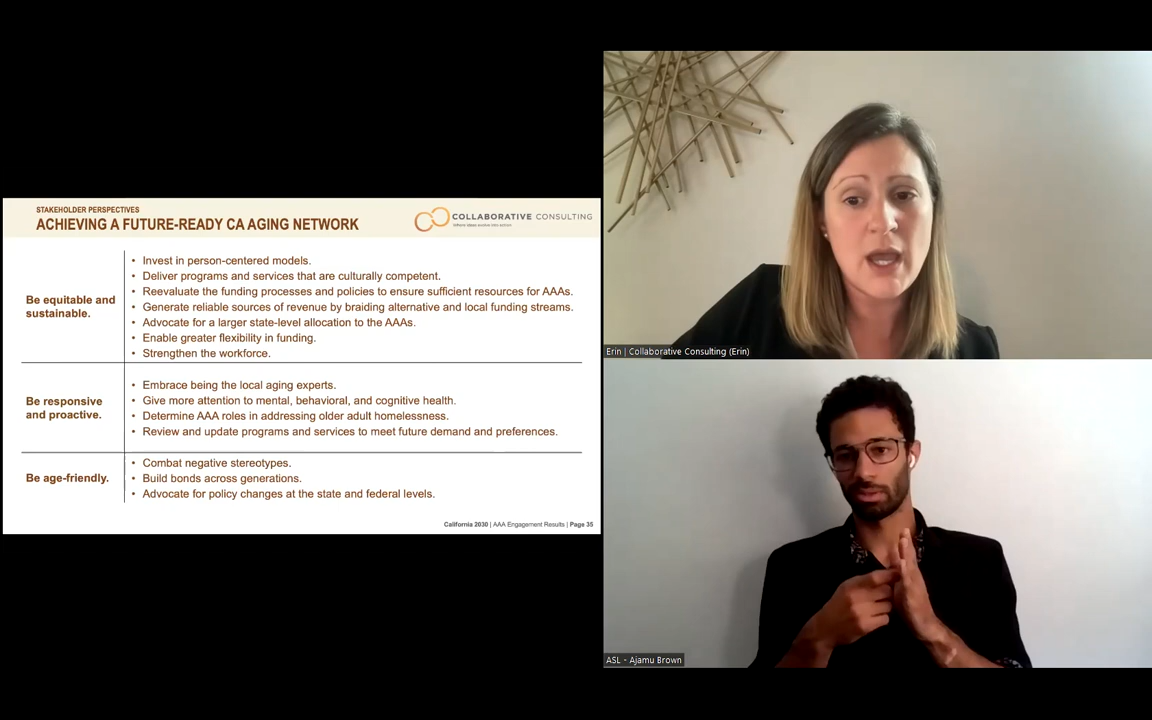 STAKEHOLDER PERSPECTIVES
ACHIEVING A FUTURE-READY CA AGING NETWORK
COLLABORATIVE CONSULTING
Where ideas evolve into action
Be equitable and
sustainable.
• Invest in person-centered models.
• Deliver programs and services that are culturally competent.
• Reevaluate the funding processes and policies to ensure sufficient resources for AAAs.
• Generate reliable sources of revenue by braiding alternative and local funding streams.
• Advocate for a larger state-level allocation to the AAAs.
• Enable greater flexibility in funding.
• Strengthen the workforce.
Be responsive
and proactive.
• Embrace being the local aging experts.
• Give more attention to mental, behavioral, and cognitive health.
• Determine AAA roles in addressing older adult homelessness.
• Review and update programs and services to meet future demand and preferences.
Be age-friendly.
• Combat negative stereotypes.
• Build bonds across generations.
• Advocate for policy changes at the state and federal levels.
California 2030 | AAA Engagement Results | Page 35
Erin | Collaborative Consulting (Erin)
ASL - Ajamu Brown